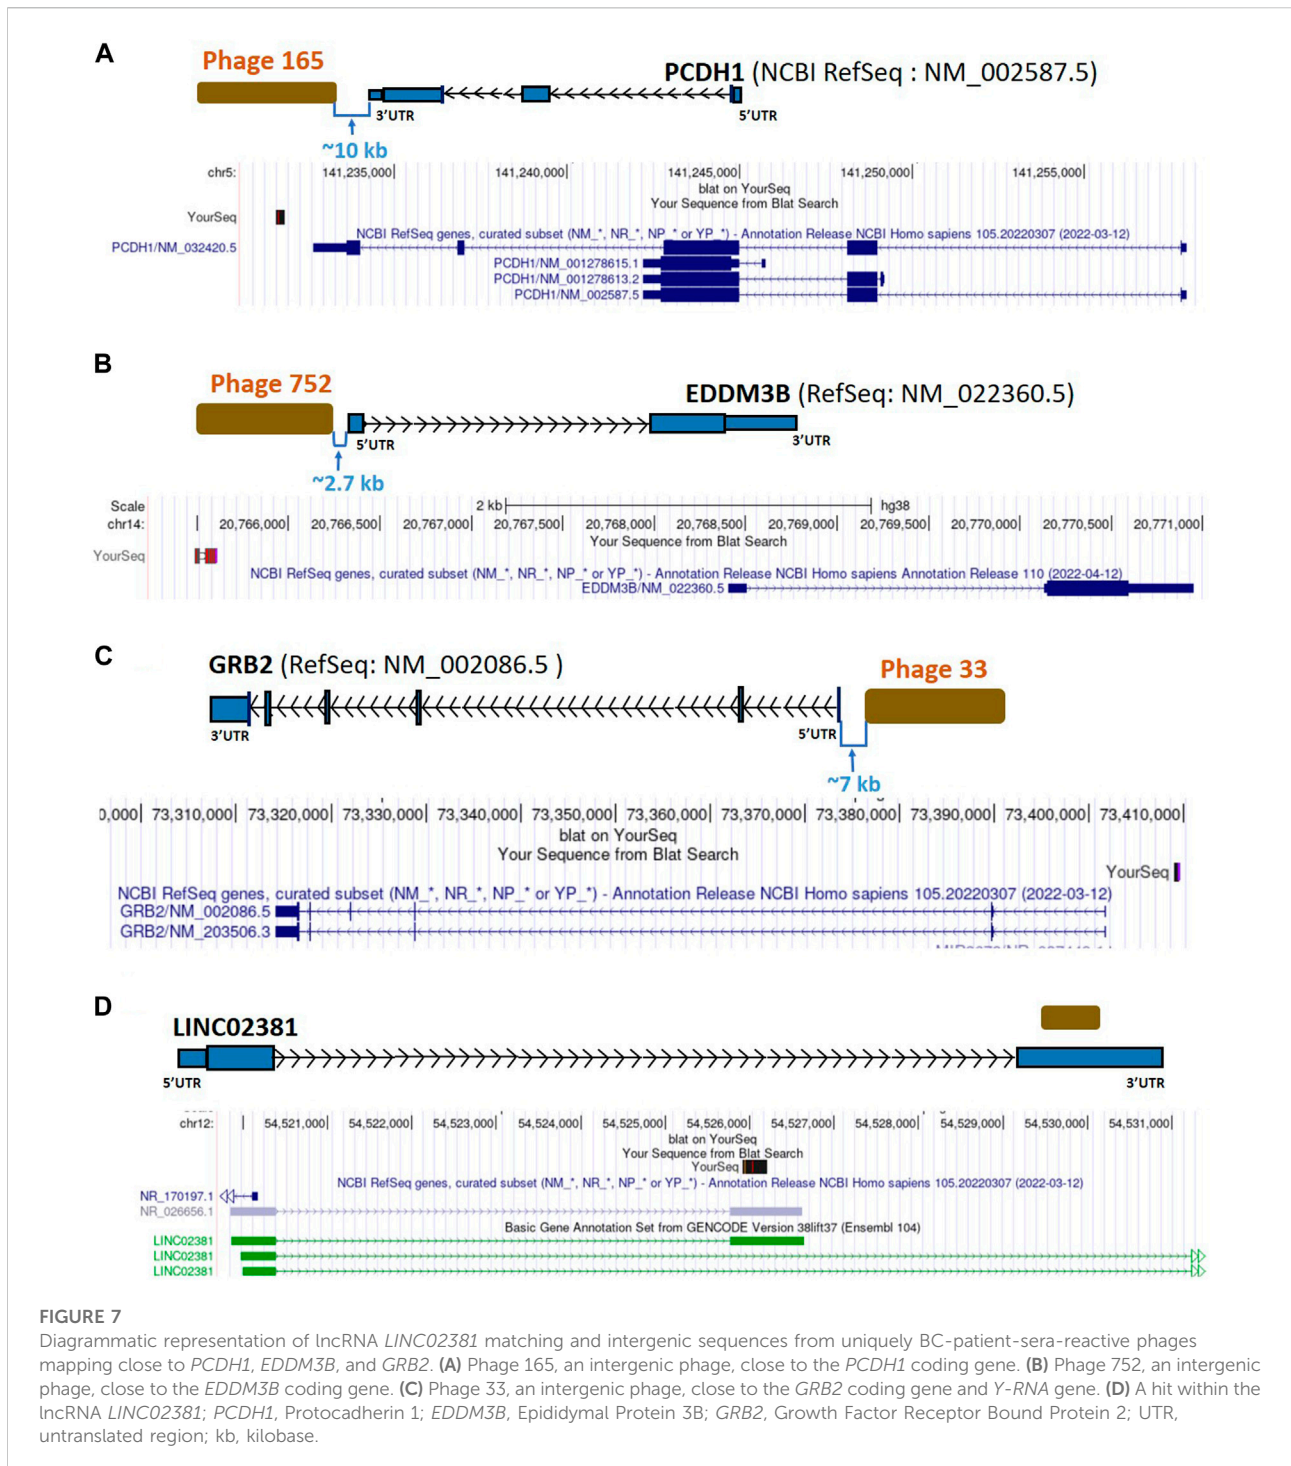 A
Phage 165
PCDH1 (NCBI RefSeq : NM_002587.5)
3'UTR
5'UTR
~10 kb
chr5:
141,235,000|
141,240,000|
141,245,000|
141,250,000|
141,255,000|
blat on YourSeq
Your Sequence from Blat Search
YourSeq
NCBI RefSeq genes, curated subset (NM_*, NR_*, NP_* or YP_*) - Annotation Release NCBI Homo sapiens 105.20220307 (2022-03-12)
PCDH1/NM_032420.5
PCDH1/NM_001278615.1
PCDH1/NM_001278613.2
PCDH1/NM_002587.5
B
Phage 752
EDDM3B (RefSeq: NM_022360.5)
5'UTR
3'UTR
~2.7 kb
Scale
2 kb
hg38
chr14:
20,766,000|
20,766,500|
20,767,000|
20,767,500|
20,768,000|
20,768,500|
20,769,000|
20,769,500|
20,770,000|
20,770,500|
20,771,000|
Your Sequence from Blat Search
YourSeq
NCBI RefSeq genes, curated subset (NM_*, NR_*, NP_* or YP_*) - Annotation Release NCBI Homo sapiens Annotation Release 110 (2022-04-12)
EDDM3B/NM_022360.5
C
GRB2 (RefSeq: NM_002086.5 )
Phage 33
3'UTR
5'UTR
~7 kb
0,000|
73,310,000|
73,320,000|
73,330,000|
73,340,000|
73,350,000|
73,360,000|
73,370,000|
73,380,000|
73,390,000|
73,400,000|
73,410,000|
blat on YourSeq
Your Sequence from Blat Search
YourSeq
NCBI RefSeq genes, curated subset (NM_*, NR_*, NP_* or YP_*) - Annotation Release NCBI Homo sapiens 105.20220307 (2022-03-12)
GRB2/NM_002086.5
GRB2/NM_203506.3
D
LINC02381
5'UTR
3'UTR
chr12:
54,521,000|
54,522,000|
54,523,000|
54,524,000|
54,525,000|
54,526,000|
54,527,000|
54,528,000|
54,529,000|
54,530,000|
54,531,000|
blat on YourSeq
Your Sequence from Blat Search
YourSeq
NCBI RefSeq genes, curated subset (NM_*, NR_*, NP_* or YP_*) - Annotation Release NCBI Homo sapiens 105.20220307 (2022-03-12)
NR_170197.1
NR_026656.1
Basic Gene Annotation Set from GENCODE Version 38lift37 (Ensembl 104)
LINC02381
LINC02381
LINC02381
FIGURE 7
Diagrammatic representation of lncRNA LINC02381 matching and intergenic sequences from uniquely BC-patient-sera-reactive phages
mapping close to PCDH1, EDDM3B, and GRB2. (A) Phage 165, an intergenic phage, close to the PCDH1 coding gene. (B) Phage 752, an intergenic
phage, close to the EDDM3B coding gene. (C) Phage 33, an intergenic phage, close to the GRB2 coding gene and Y-RNA gene. (D) A hit within the
lncRNA LINC02381; PCDH1, Protocadherin 1; EDDM3B, Epididymal Protein 3B; GRB2, Growth Factor Receptor Bound Protein 2; UTR,
untranslated region; kb, kilobase.